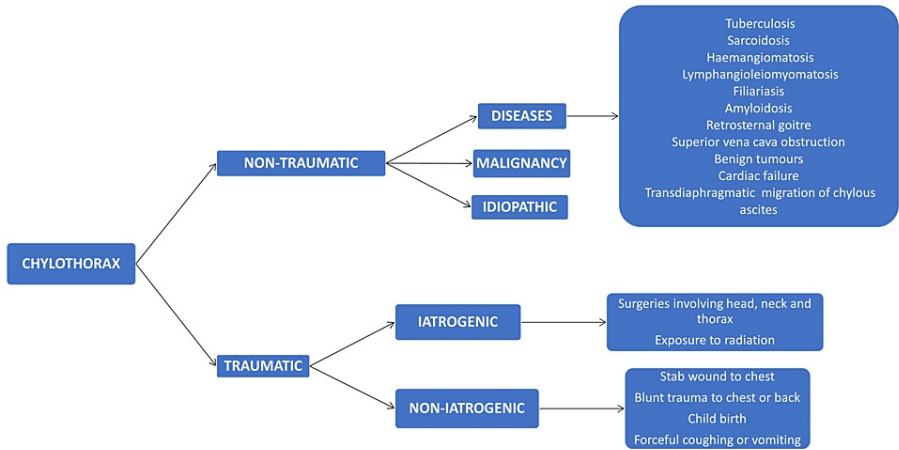 CHYLOTHORAX
NON-TRAUMATIC
DISEASES
Tuberculosis
Sarcoidosis
Haemangiomatosis
Lymphangioleiomyomatosis
Filiariasis
Amyloidosis
Retrosternal goitre
Superior vena cava obstruction
Benign tumours
Cardiac failure
Transdiaphragmatic migration of chylous
ascites
MALIGNANCY
IDIOPATHIC
TRAUMATIC
IATROGENIC
Surgeries involving head, neck and
thorax
Exposure to radiation
NON-IATROGENIC
Stab wound to chest
Blunt trauma to chest or back
Child birth
Forceful coughing or vomiting